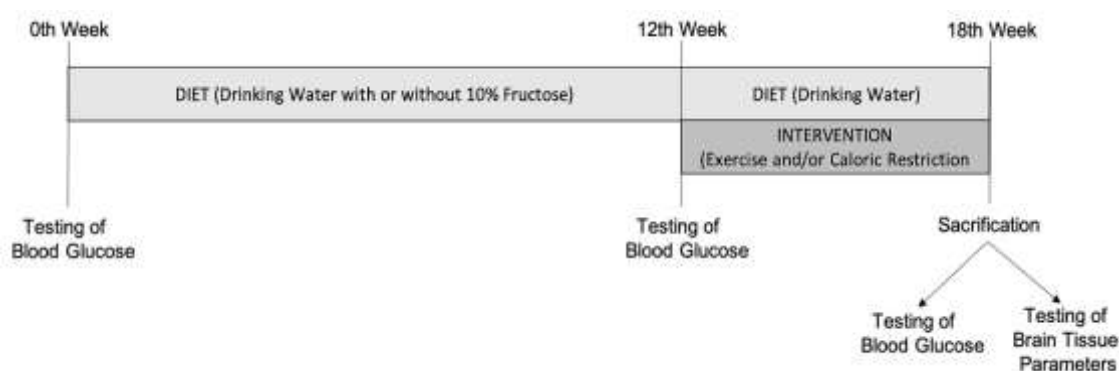 0th Week
12th Week
18th Week
DIET (Drinking Water with or without 10% Fructose)
DIET (Drinking Water)
INTERVENTION
(Exercise and/or Caloric Restriction
Testing of
Blood Glucose
Testing of
Blood Glucose
Sacrification
Testing of
Blood Glucose
Testing of
Brain Tissue
Parameters